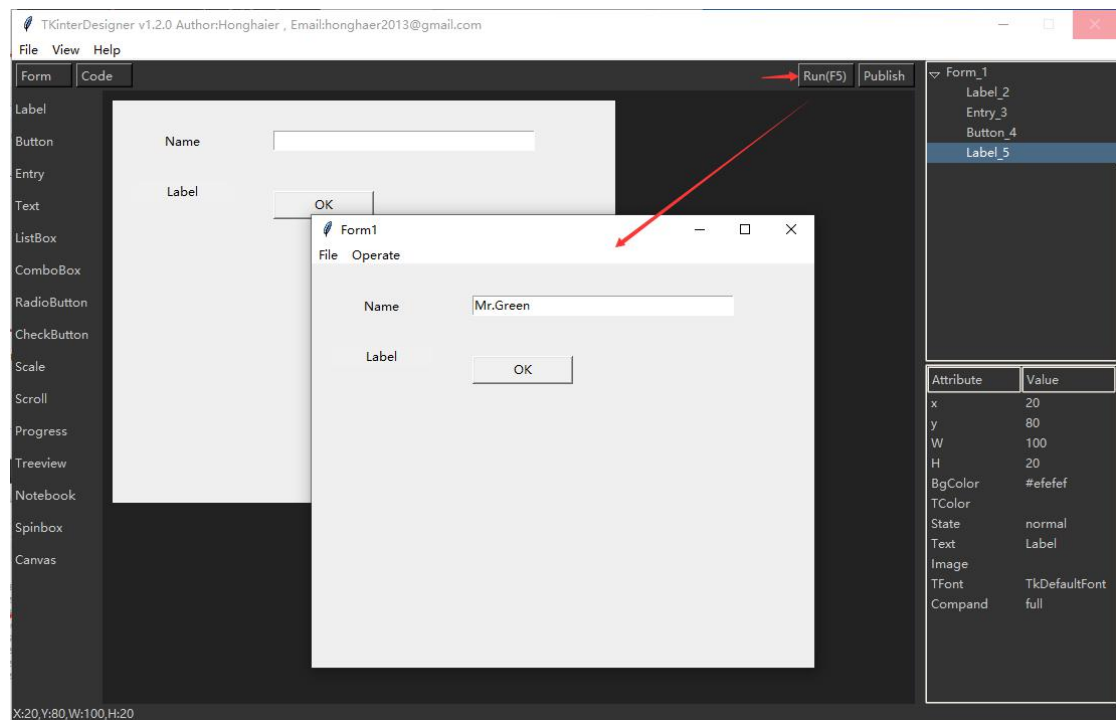 TKinterDesigner v1.2.0 Author:Honghaier , Email:honghaer2013@gmail.com
File View Help
Form Code Run(F5) Publish
Label
Button
Entry
Text
ListBox
ComboBox
RadioButton
CheckButton
Scale
Scroll
Progress
Treeview
Notebook
Spinbox
Canvas
Name
Label
OK
Form1
File Operate
Name Mr.Green
Label
OK
Form_1
Label_2
Entry_3
Button_4
Label_5
Attribute Value
x 20
y 80
W 100
H 20
BgColor #efefef
TColor
State normal
Text Label
Image
TFont TkDefaultFont
Compand full
X:20,Y:80,W:100,H:20